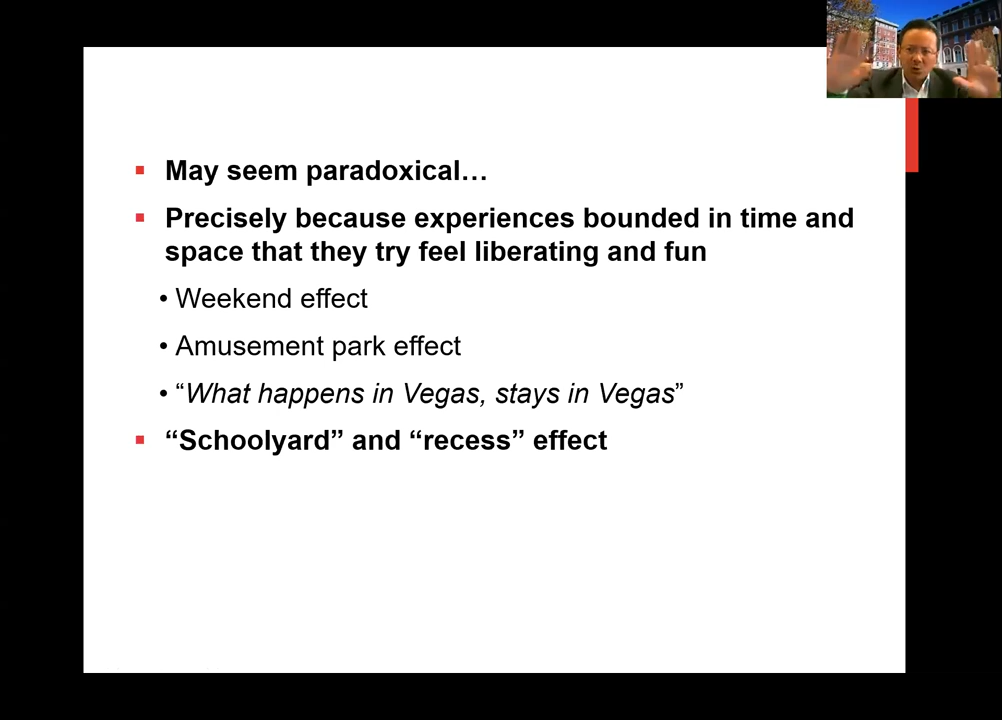 May seem paradoxical…
Precisely because experiences bounded in time and
space that they try feel liberating and fun
• Weekend effect
• Amusement park effect
• “What happens in Vegas, stays in Vegas”
“Schoolyard” and “recess” effect